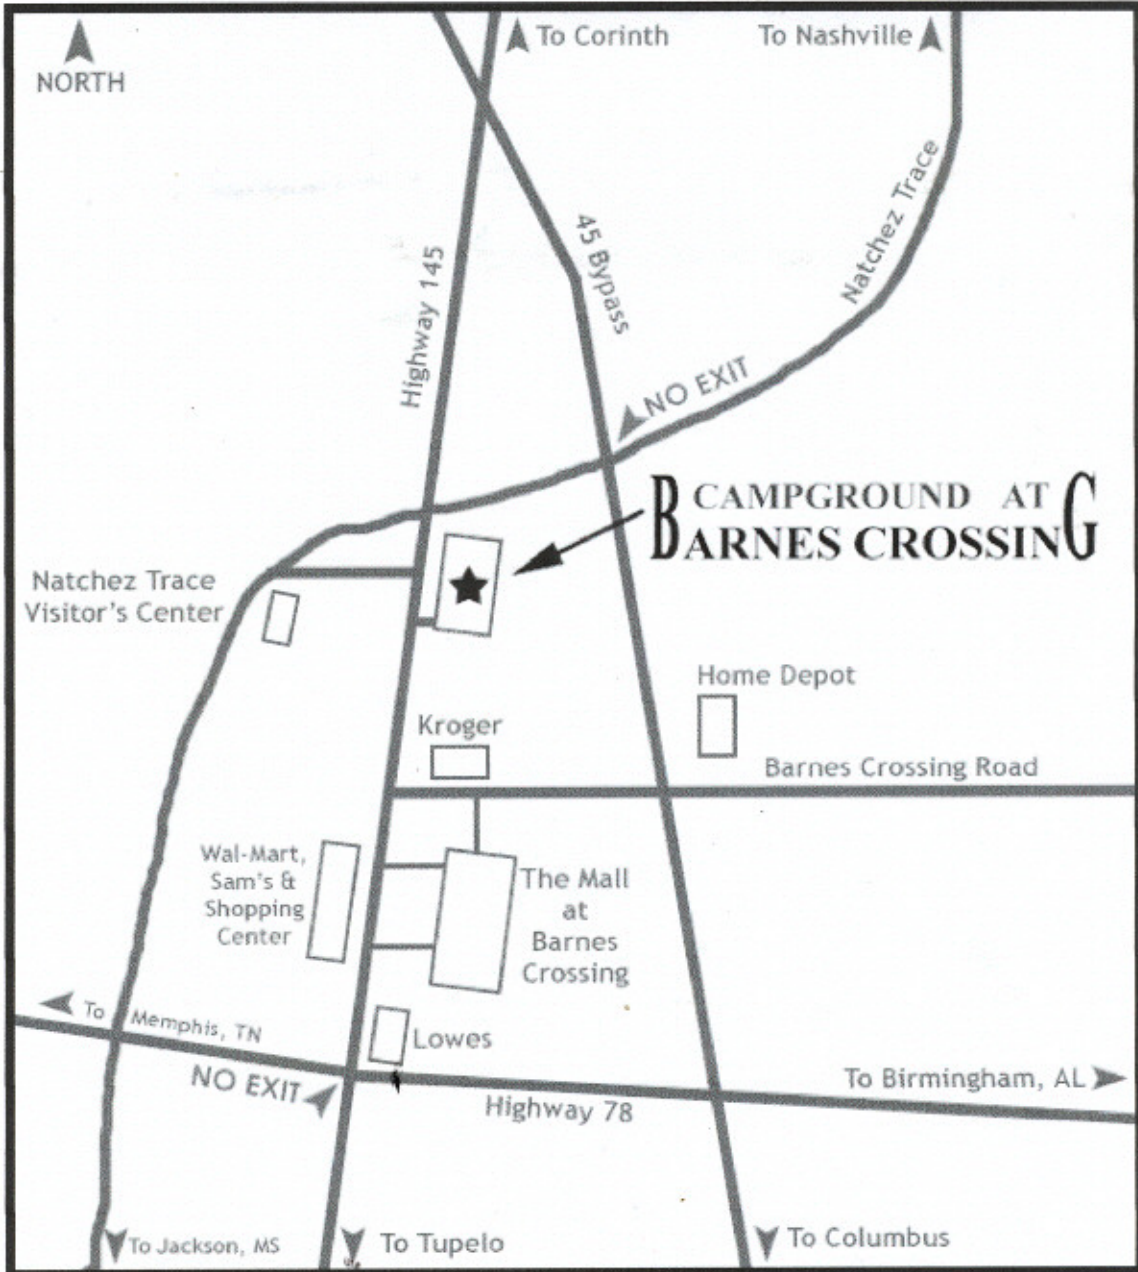 To Corinth
To Nashville
NORTH
Natchez Trace
45 Bypass
Highway 145
NO EXIT
CAMPGROUND AT
BARNES CROSSING
Natchez Trace
Visitor's Center
Home Depot
Kroger
Barnes Crossing Road
Wal-Mart,
Sam's &
Shopping
Center
The Mall
at
Barnes
Crossing
To Memphis, TN
Lowes
NO EXIT
To Birmingham, AL
Highway 78
To Jackson, MS
To Tupelo
To Columbus